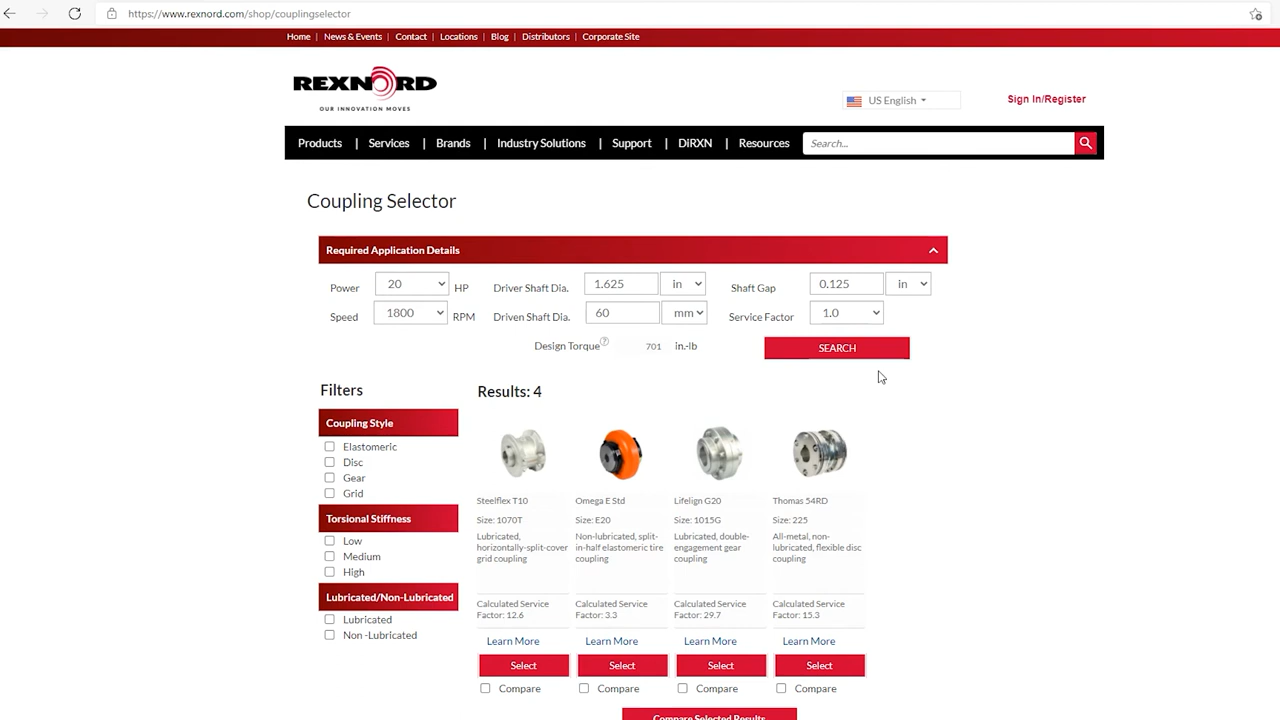 https://www.rexnord.com/shop/couplingselector
Home | News & Events | Contact | Locations | Blog | Distributors | Corporate Site
REXNORD
OUR INNOVATION MOVES
US English
Sign In/Register
Products | Services | Brands | Industry Solutions | Support | DiRXN | Resources
Search...
Coupling Selector
Required Application Details
Power 20 HP Driver Shaft Dia. 1.625 in Shaft Gap 0.125 in
Speed 1800 RPM Driven Shaft Dia. 60 mm Service Factor 1.0
Design Torque ? 701 in.-lb SEARCH
Filters
Coupling Style
Elastomeric
Disc
Gear
Grid
Torsional Stiffness
Low
Medium
High
Lubricated/Non-Lubricated
Lubricated
Non -Lubricated
Results: 4
Steelflex T10
Size: 1070T
Lubricated,
horizontally-split-cover
grid coupling
Calculated Service
Factor: 12.6
Learn More
Select
Compare
Omega E Std
Size: E20
Non-lubricated, split-
in-half elastomeric tire
coupling
Calculated Service
Factor: 3.3
Learn More
Select
Compare
Lifelign G20
Size: 1015G
Lubricated, double-
engagement gear
coupling
Calculated Service
Factor: 29.7
Learn More
Select
Compare
Thomas 54RD
Size: 225
All-metal, non-
lubricated, flexible disc
coupling
Calculated Service
Factor: 15.3
Learn More
Select
Compare
Compare Selected Results